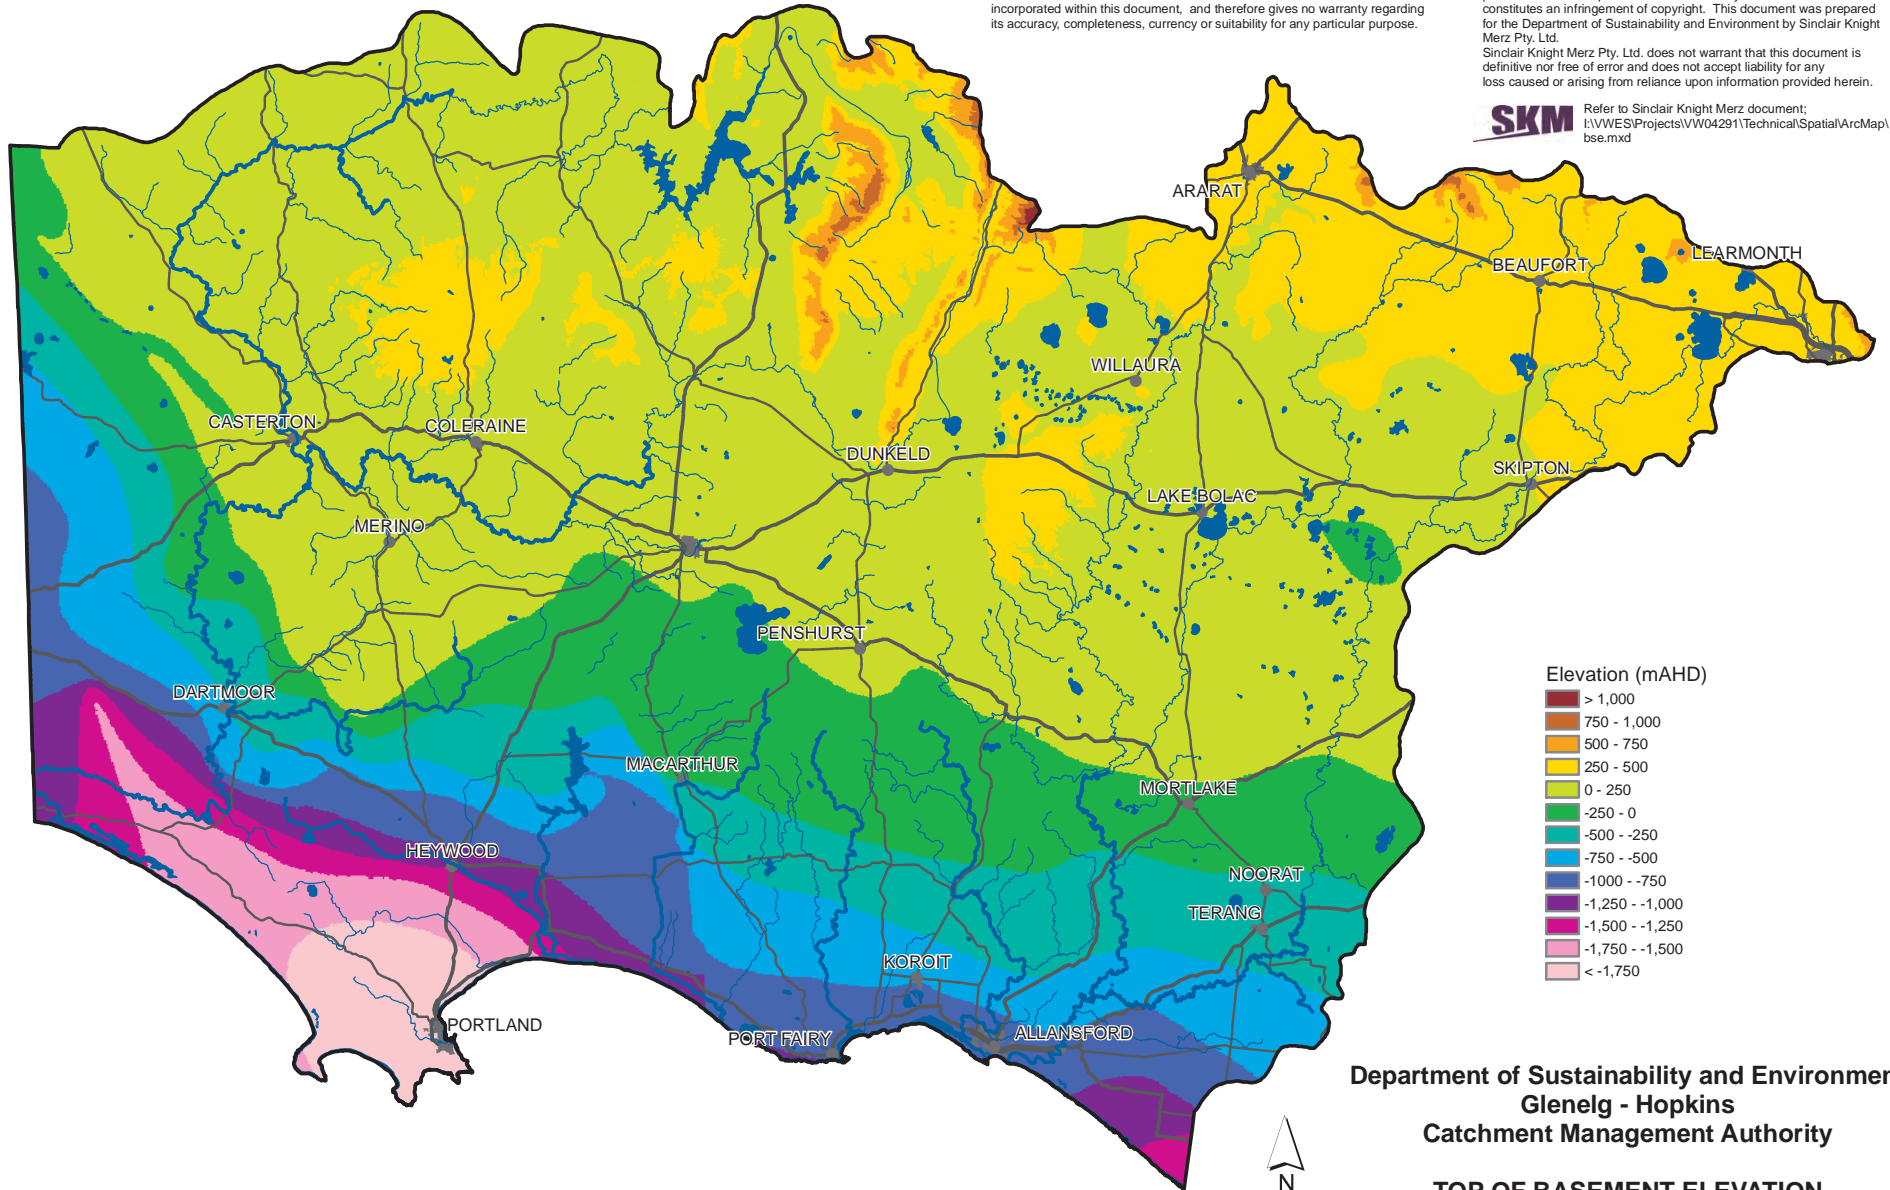 incorporated within this document, and therefore gives no warranty regarding
its accuracy, completeness, currency or suitability for any particular purpose.
constitutes an infringement of copyright. This document was prepared
for the Department of Sustainability and Environment by Sinclair Knight
Merz Pty. Ltd.
Sinclair Knight Merz Pty. Ltd. does not warrant that this document is
definitive nor free of error and does not accept liability for any
loss caused or arising from reliance upon information provided herein.
SKM
Refer to Sinclair Knight Merz document;
I:\VWES\Projects\VW04291\Technical\Spatial\ArcMap\
bse.mxd
ARARAT
LEARMONTH
BEAUFORT
WILLAURA
CASTERTON
COLERAINE
DUNKELD
SKIPTON
LAKE BOLAC
MERINO
PENSHURST
DARTMOOR
MACARTHUR
MORTLAKE
HEYWOOD
NOORAT
TERANG
KOROIT
PORTLAND
PORT FAIRY
ALLANSFORD
Elevation (mAHD)
> 1,000
750 - 1,000
500 - 750
250 - 500
0 - 250
-250 - 0
-500 - -250
-750 - -500
-1000 - -750
-1,250 - -1,000
-1,500 - -1,250
-1,750 - -1,500
< -1,750
Department of Sustainability and Environmen
Glenelg - Hopkins
Catchment Management Authority
N
TOP OF BASEMENT ELEVATION